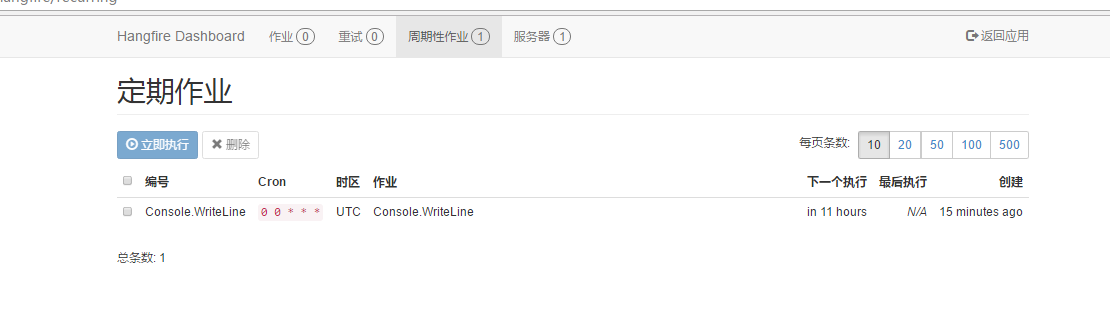 hangfire/recurring
Hangfire Dashboard 作业 0 重试 0 周期性作业 1 服务器 1 返回应用
定期作业
立即执行 删除 每页条数: 10 20 50 100 500
编号 Cron 时区 作业 下一个执行 最后执行 创建
Console.WriteLine 0 0 * * * UTC Console.WriteLine in 11 hours N/A 15 minutes ago
总条数: 1